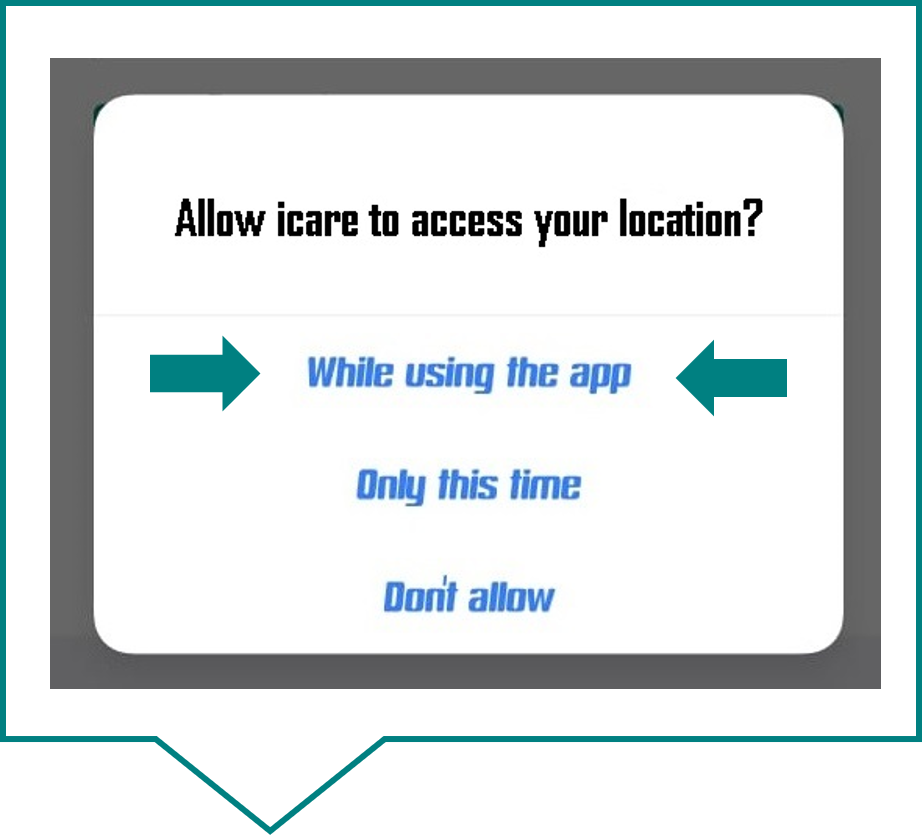 Allow icare to access your location?
While using the app
Only this time
Don't allow